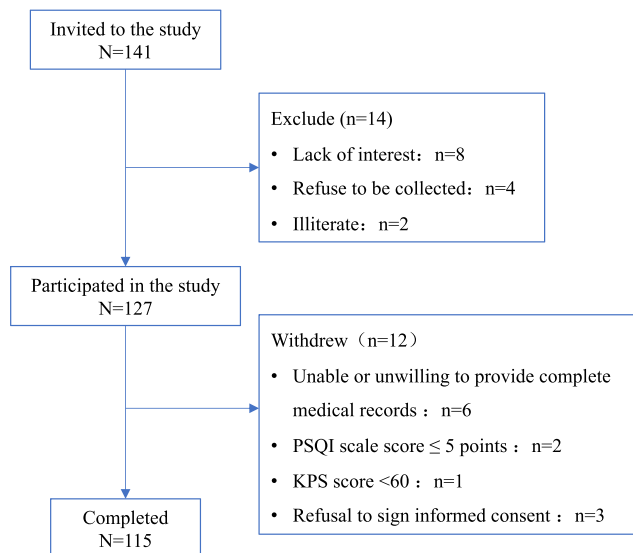 Invited to the study
N=141
Exclude (n=14)
• Lack of interest：n=8
• Refuse to be collected：n=4
• Illiterate：n=2
Participated in the study
N=127
Withdrew（n=12）
• Unable or unwilling to provide complete
medical records：n=6
• PSQI scale score ≤ 5 points：n=2
• KPS score <60：n=1
• Refusal to sign informed consent：n=3
Completed
N=115